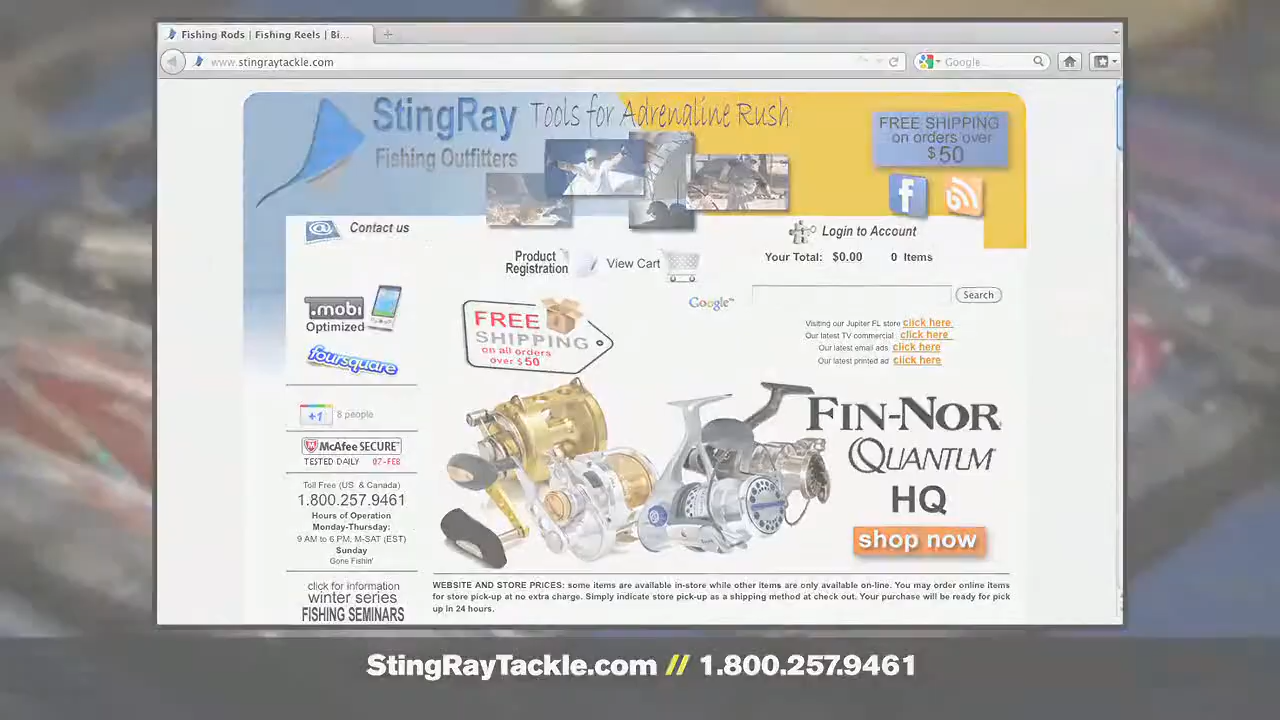 Fishing Rods | Fishing Reels | Bi...
www.stingraytackle.com
Google
StingRay
Fishing Outfitters
Tools for Adrenaline Rush
FREE SHIPPING
on orders over
$50
Contact us
Product
Registration
View Cart
Login to Account
Your Total: $0.00 0 Items
.mobi
Optimized
foursquare
FREE
SHIPPING
on all orders
over $50
Google™
Search
Visiting our Jupiter FL store click here
Our latest TV commercial click here
Our latest email ads click here
Our latest printed ad click here
+1 8 people
McAfee SECURE™
TESTED DAILY 07-FEB
Toll Free (US & Canada)
1.800.257.9461
Hours of Operation
Monday-Thursday:
9 AM to 6 PM, M-SAT (EST)
Sunday
Gone Fishin'
click for information
winter series
FISHING SEMINARS
FIN-NOR
QUANTUM
HQ
shop now
WEBSITE AND STORE PRICES: some items are available in-store while other items are only available on-line. You may order online items
for store pick-up at no extra charge. Simply indicate store pick-up as a shipping method at check out. Your purchase will be ready for pick
up in 24 hours.
StingRayTackle.com // 1.800.257.9461